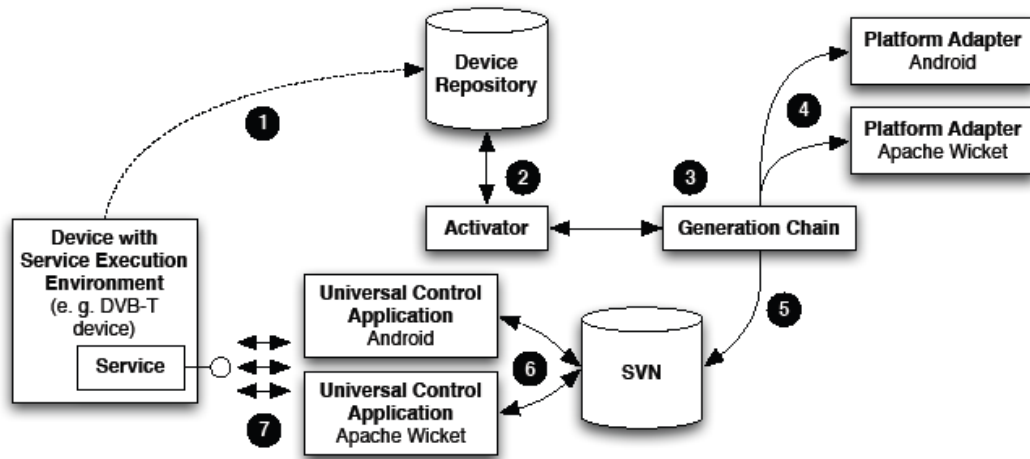 Device
Repository
Platform Adapter
Android
1
4
Platform Adapter
Apache Wicket
2
3
Activator
Generation Chain
Device with
Service Execution
Environment
(e. g. DVB-T
device)
Service
Universal Control
Application
Android
5
6
SVN
Universal Control
Application
Apache Wicket
7